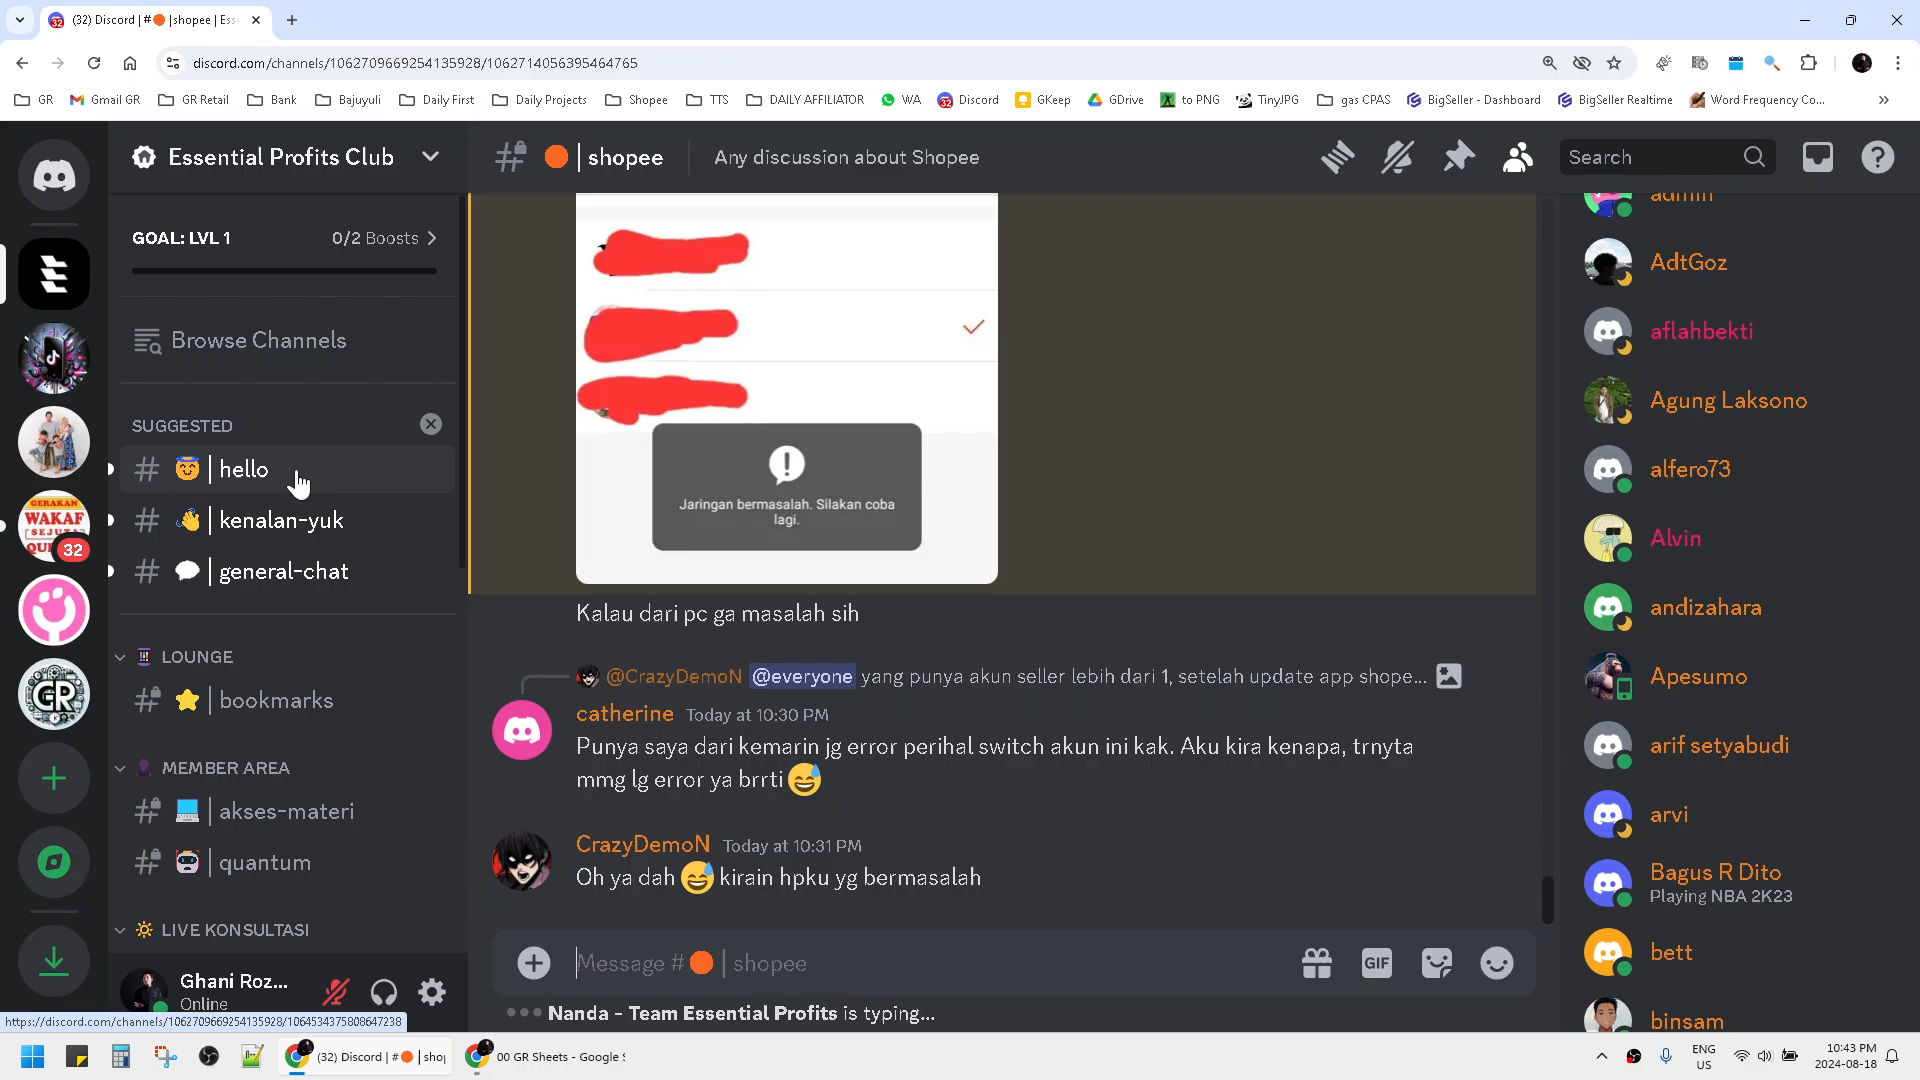 (32) Discord | # | shopee | Ess
discord.com/channels/1062709669254135928/1062714056395464765
GR
Gmail GR
GR Retail
Bank
Bajuyuli
Daily First
Daily Projects
Shopee
TTS
DAILY AFFILIATOR
WA
Discord
GKeep
GDrive
to PNG
TinyJPG
gas CPAS
BigSeller - Dashboard
BigSeller Realtime
Word Frequency Co...
Essential Profits Club
GOAL: LVL 1
0/2 Boosts
Browse Channels
SUGGESTED
# | hello
# | kenalan-yuk
# | general-chat
LOUNGE
# | bookmarks
MEMBER AREA
# | akses-materi
# | quantum
LIVE KONSULTASI
Ghani Roz...
Online
https://discord.com/channels/1062709669254135928/1064534375808647238
GERAKAN
WAKAF
SEJUTA
32
GR
# | shopee
Any discussion about Shopee
Search
Jaringan bermasalah. Silakan coba
lagi.
Kalau dari pc ga masalah sih
@CrazyDemoN @everyone yang punya akun seller lebih dari 1, setelah update app shope...
catherine Today at 10:30 PM
Punya saya dari kemarin jg error perihal switch akun ini kak. Aku kira kenapa, trnyta
mmg lg error ya brrti 😅
CrazyDemoN Today at 10:31 PM
Oh ya dah 😅 kirain hpku yg bermasalah
Message # | shopee
GIF
Nanda - Team Essential Profits is typing...
admin
AdtGoz
aflahbekti
Agung Laksono
alfero73
Alvin
andizahara
Apesumo
arif setyabudi
arvi
Bagus R Dito
Playing NBA 2K23
bett
binsam
(32) Discord | # | shop
00 GR Sheets - Google S
ENG
US
10:43 PM
2024-08-18